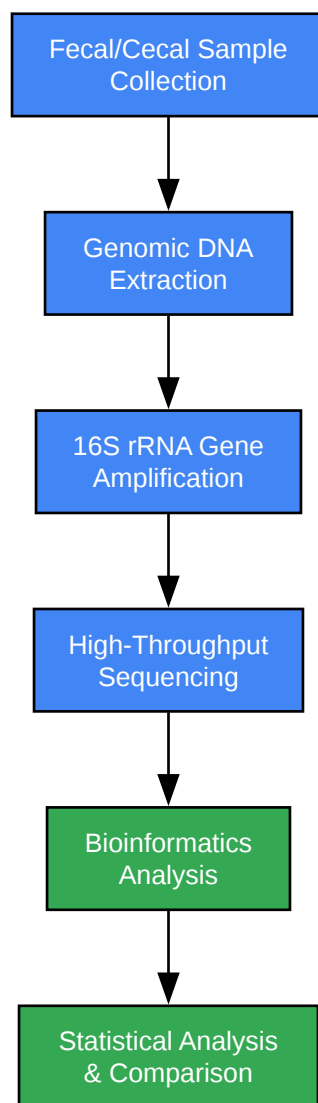 Fecal/Cecal Sample
Collection
Genomic DNA
Extraction
16S rRNA Gene
Amplification
High-Throughput
Sequencing
Bioinformatics
Analysis
Statistical Analysis
& Comparison